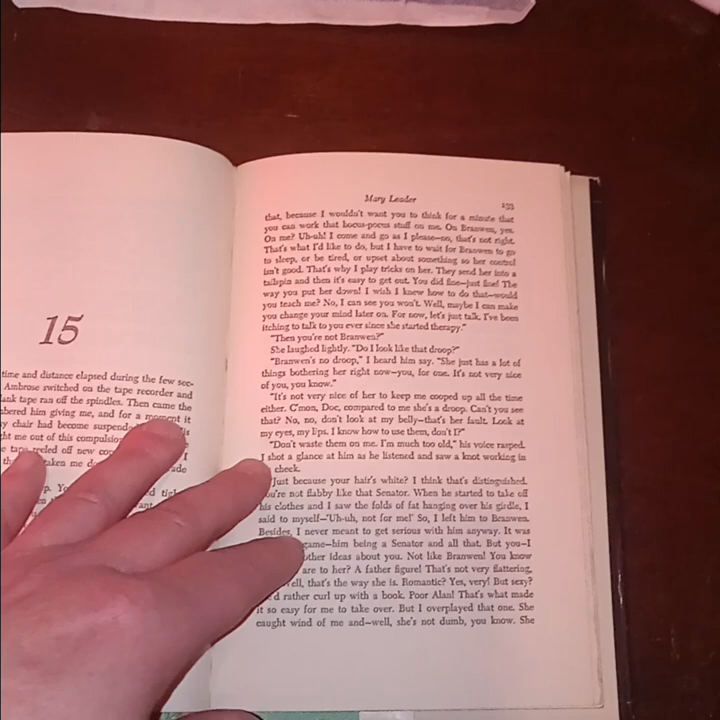 15
time and distance elapsed during the few sec-
Ambrose switched on the tape recorder and
lank tape ran off the spindles. Then came the
bered him giving me, and for a moment it
y chair had become suspende
ht me out of this compulsion
e tape reeled off new co
taken me do
Mary Leader
133
that, because I wouldn't want you to think for a minute that
you can work that hocus-pocus stuff on me. On Branwen, yes.
On me? Uh-uh! I come and go as I please—no, that's not right.
That's what I'd like to do, but I have to wait for Branwen to go
to sleep, or be tired, or upset about something so her control
isn't good. That's why I play tricks on her. They send her into a
tailspin and then it's easy to get out. You did fine—just fine! The
way you put her down! I wish I knew how to do that—would
you teach me? No, I can see you won't. Well, maybe I can make
you change your mind later on. For now, let's just talk. I've been
itching to talk to you ever since she started therapy."
"Then you're not Branwen?"
She laughed lightly. "Do I look like that droop?"
"Branwen's no droop," I heard him say. "She just has a lot of
things bothering her right now—you, for one. It's not very nice
of you, you know."
"It's not very nice of her to keep me cooped up all the time
either. C'mon, Doc, compared to me she's a droop. Can't you see
that? No, no, don't look at my belly—that's her fault. Look at
my eyes, my lips. I know how to use them, don't I?"
"Don't waste them on me. I'm much too old," his voice rasped.
I shot a glance at him as he listened and saw a knot working in
cheek.
Just because your hair's white? I think that's distinguished.
ou're not flabby like that Senator. When he started to take off
his clothes and I saw the folds of fat hanging over his girdle, I
said to myself—'Uh-uh, not for me!' So, I left him to Branwen.
Besides, I never meant to get serious with him anyway. It was
game—him being a Senator and all that. But you—I
other ideas about you. Not like Branwen! You know
are to her? A father figure! That's not very flattering,
ell, that's the way she is. Romantic? Yes, very! But sexy?
d rather curl up with a book. Poor Alan! That's what made
it so easy for me to take over. But I overplayed that one. She
caught wind of me and—well, she's not dumb, you know. She